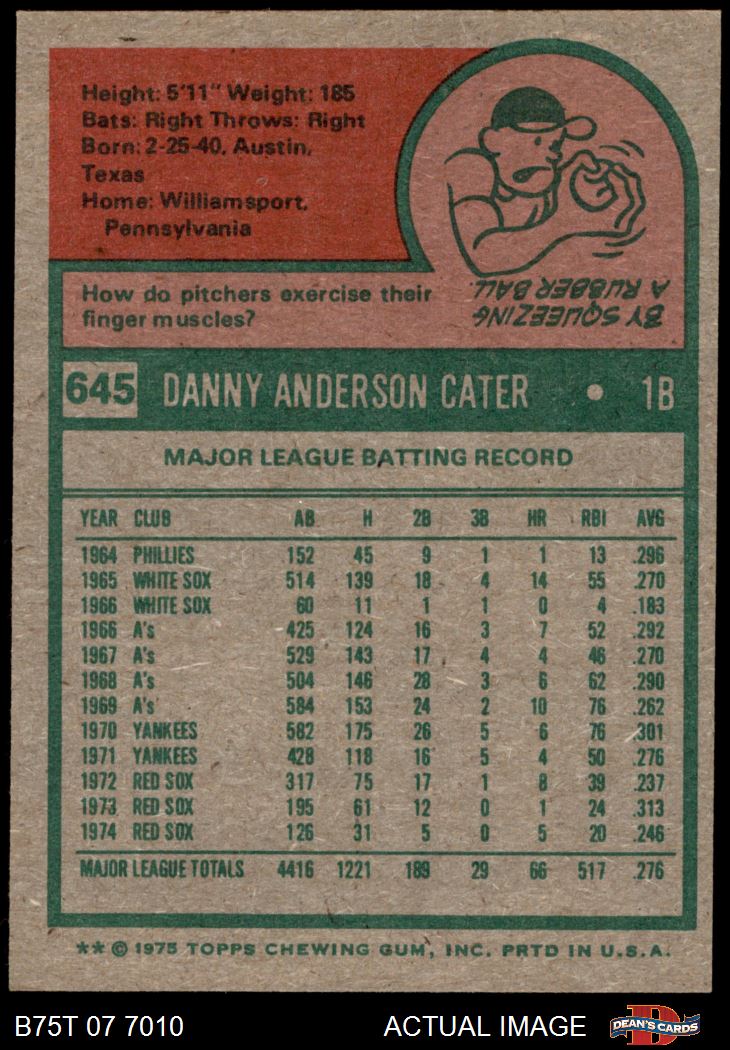 Height: 5'11" Weight: 185
Bats: Right Throws: Right
Born: 2-25-40, Austin,
Texas
Home: Williamsport,
Pennsylvania
How do pitchers exercise their
finger muscles?
BY SQUEEZING
A RUBBER BALL.
645 DANNY ANDERSON CATER • 1B
MAJOR LEAGUE BATTING RECORD
YEAR CLUB AB H 2B 3B HR RBI AVG
1964 PHILLIES 152 45 9 1 1 13 .296
1965 WHITE SOX 514 139 18 4 14 55 .270
1966 WHITE SOX 60 11 1 1 0 4 .183
1966 A's 425 124 16 3 7 52 .292
1967 A's 529 143 17 4 4 46 .270
1968 A's 504 146 28 3 6 62 .290
1969 A's 584 153 24 2 10 76 .262
1970 YANKEES 582 175 26 5 6 76 .301
1971 YANKEES 428 118 16 5 4 50 .276
1972 RED SOX 317 75 17 1 8 39 .237
1973 RED SOX 195 61 12 0 1 24 .313
1974 RED SOX 126 31 5 0 5 20 .246
MAJOR LEAGUE TOTALS 4416 1221 189 29 66 517 .276
** © 1975 TOPPS CHEWING GUM, INC. PRTD IN U.S.A.
B75T 07 7010 ACTUAL IMAGE DEAN'S CARDS